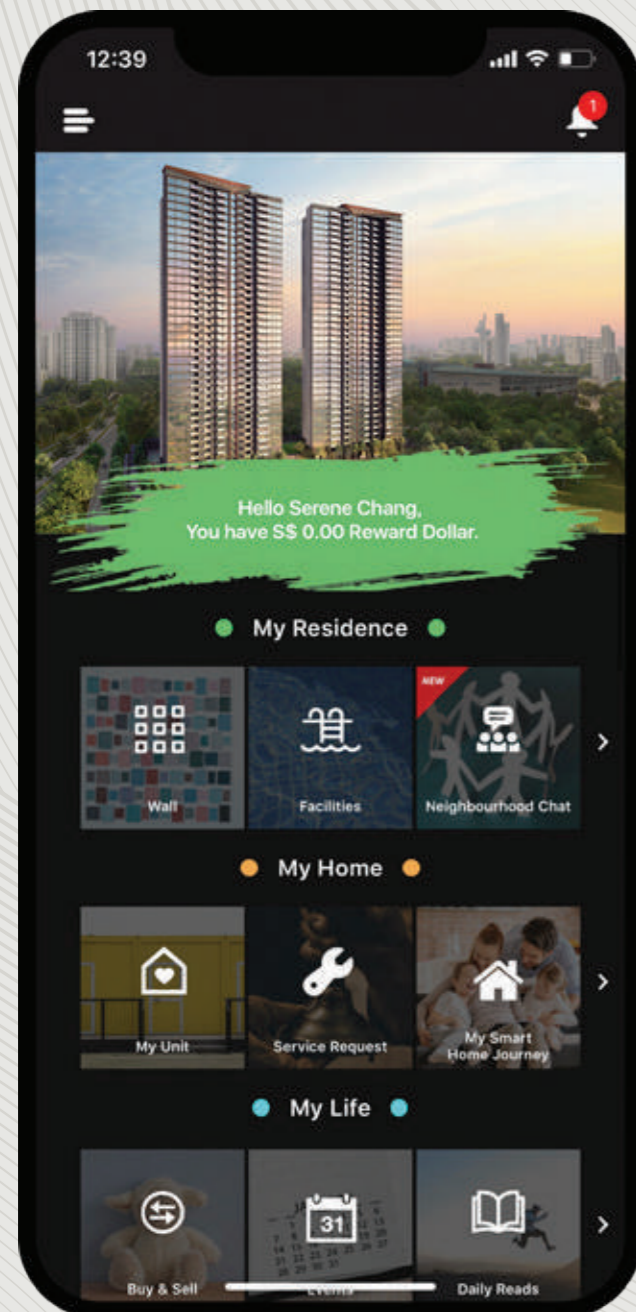 12:39
1
Hello Serene Chang,
You have S$ 0.00 Reward Dollar.
My Residence
NEW
Wall
Facilities
Neighbourhood Chat
My Home
My Unit
Service Request
My Smart
Home Journey
My Life
31
Buy & Sell
Events
Daily Reads